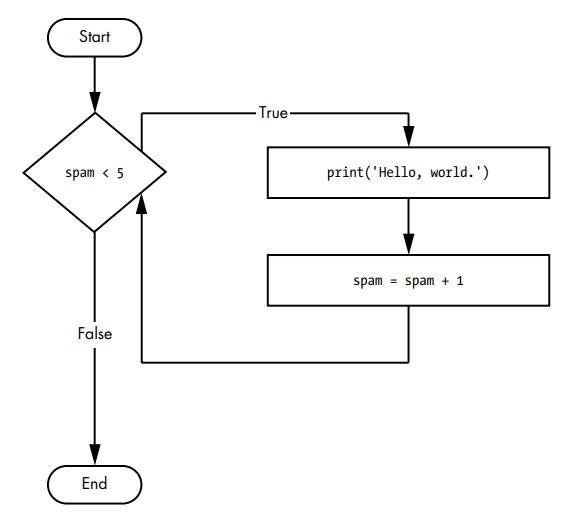 Start
True
spam < 5
print('Hello, world.')
spam = spam + 1
False
End